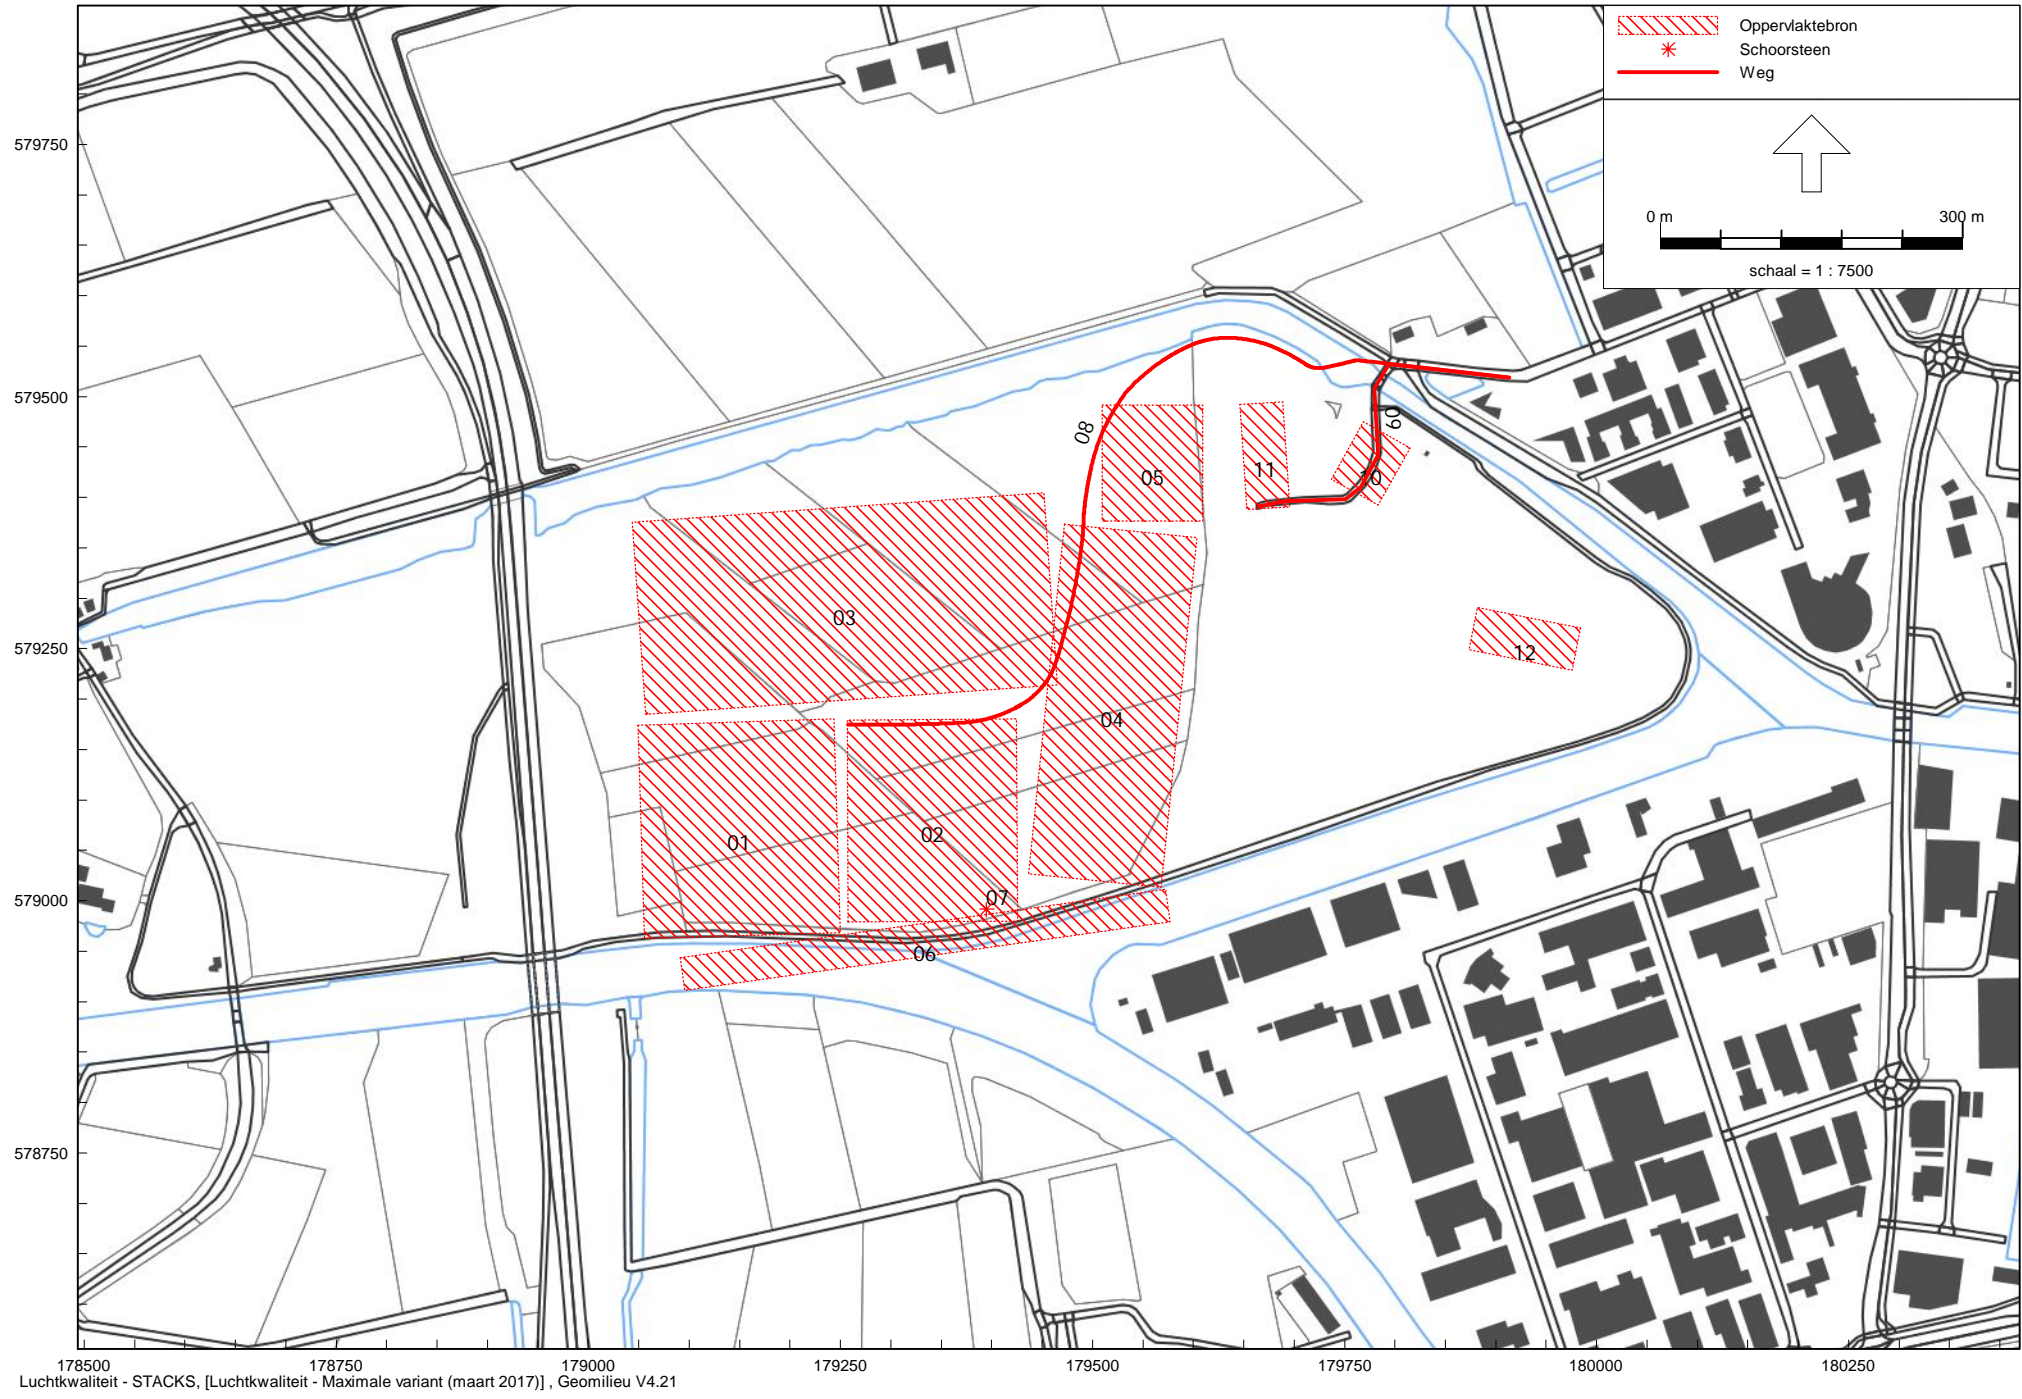 Oppervlaktebron
Schoorsteen
Weg
0 m 300 m
schaal = 1 : 7500
579750
579500
579250
579000
578750
08
09
05
11
10
03
12
04
01
02
07
06
178500 178750 179000 179250 179500 179750 180000 180250
Luchtkwaliteit - STACKS, [Luchtkwaliteit - Maximale variant (maart 2017)] , Geomilieu V4.21